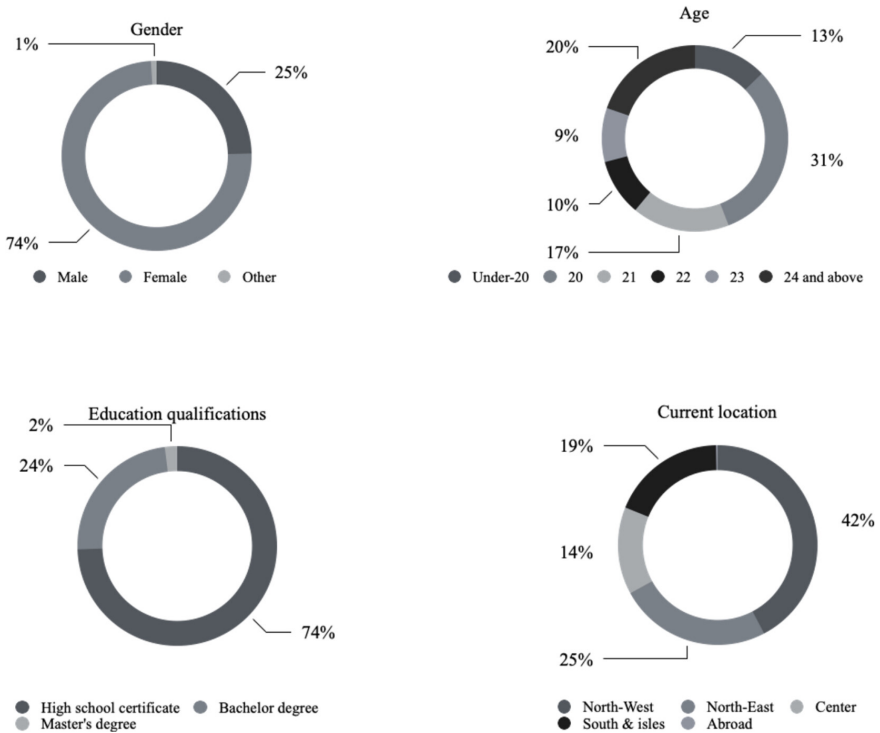 Gender
1%
25%
74%
Male Female Other
Age
20%
13%
9%
31%
10%
17%
Under-20 20 21 22 23 24 and above
Education qualifications
2%
24%
74%
High school certificate Bachelor degree
Master's degree
Current location
19%
42%
14%
25%
North-West North-East Center
South & isles Abroad